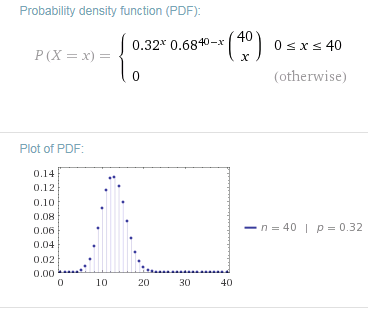 Probability density function (PDF):
P(X = x) = { 0.32^x 0.68^(40−x) (40 x) 0 ≤ x ≤ 40
0 (otherwise)
Plot of PDF:
0.14
0.12
0.10
0.08
0.06
0.04
0.02
0.00
0 10 20 30 40
n = 40 | p = 0.32